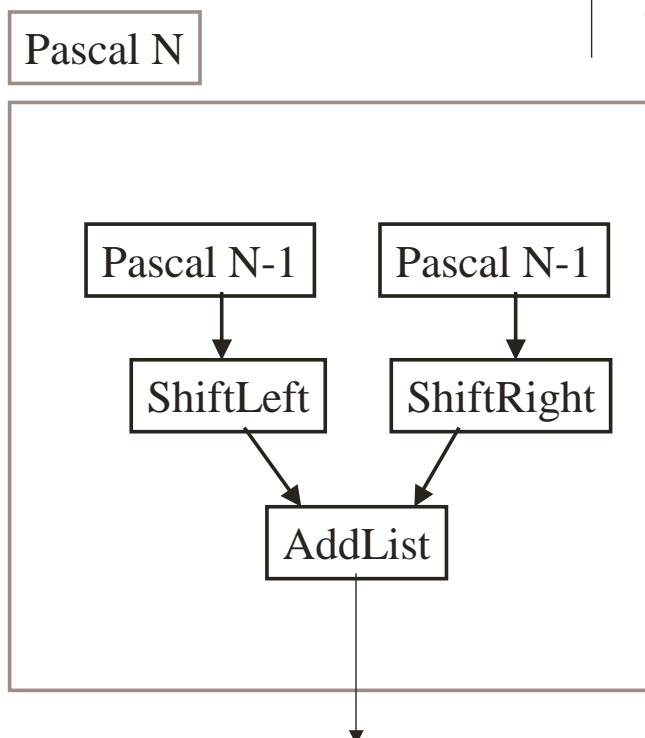 Pascal N
Pascal N-1
Pascal N-1
ShiftLeft
ShiftRight
AddList